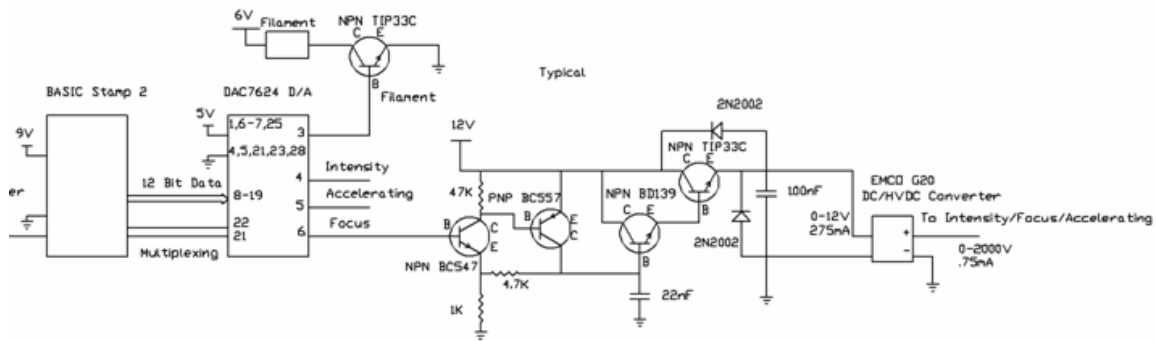 6V
Filament
NPN TIP33C
C E
B
Filament
Typical
BASIC Stamp 2
DAC7624 D/A
9V
er
5V
1,6-7,25
3
4,5,21,23,28
12 Bit Data
8-19
22
21
Multiplexing
4
Intensity
5
Accelerating
6
Focus
12V
47K
PNP BC557
B
C
E
NPN BC547
B
E
C
4.7K
1K
NPN BD139
C E
B
22nF
2N2002
NPN TIP33C
C E
B
2N2002
100nF
EMCO G20
DC/HVDC Converter
0-12V
275mA
+
-
To Intensity/Focus/Accelerating
0-2000V
.75mA